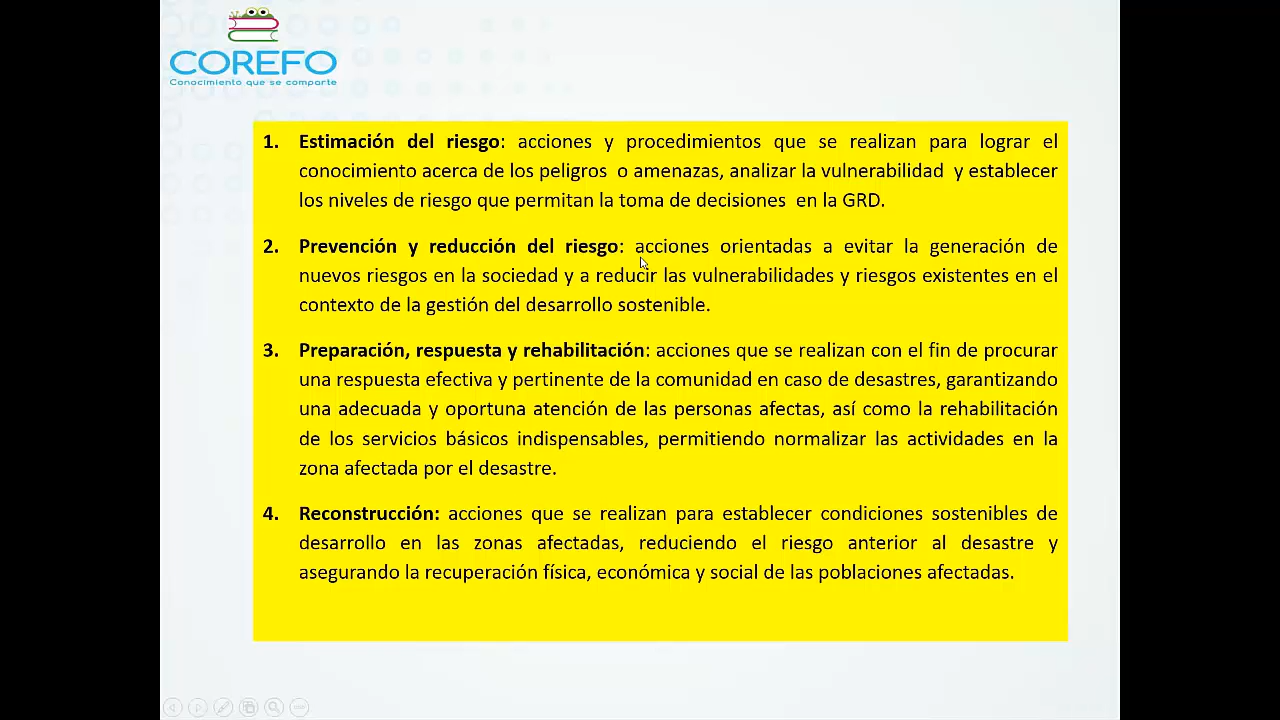 COREFO
Conocimiento que se comparte
1. Estimación del riesgo: acciones y procedimientos que se realizan para lograr el
conocimiento acerca de los peligros o amenazas, analizar la vulnerabilidad y establecer
los niveles de riesgo que permitan la toma de decisiones en la GRD.
2. Prevención y reducción del riesgo: acciones orientadas a evitar la generación de
nuevos riesgos en la sociedad y a reducir las vulnerabilidades y riesgos existentes en el
contexto de la gestión del desarrollo sostenible.
3. Preparación, respuesta y rehabilitación: acciones que se realizan con el fin de procurar
una respuesta efectiva y pertinente de la comunidad en caso de desastres, garantizando
una adecuada y oportuna atención de las personas afectas, así como la rehabilitación
de los servicios básicos indispensables, permitiendo normalizar las actividades en la
zona afectada por el desastre.
4. Reconstrucción: acciones que se realizan para establecer condiciones sostenibles de
desarrollo en las zonas afectadas, reduciendo el riesgo anterior al desastre y
asegurando la recuperación física, económica y social de las poblaciones afectadas.